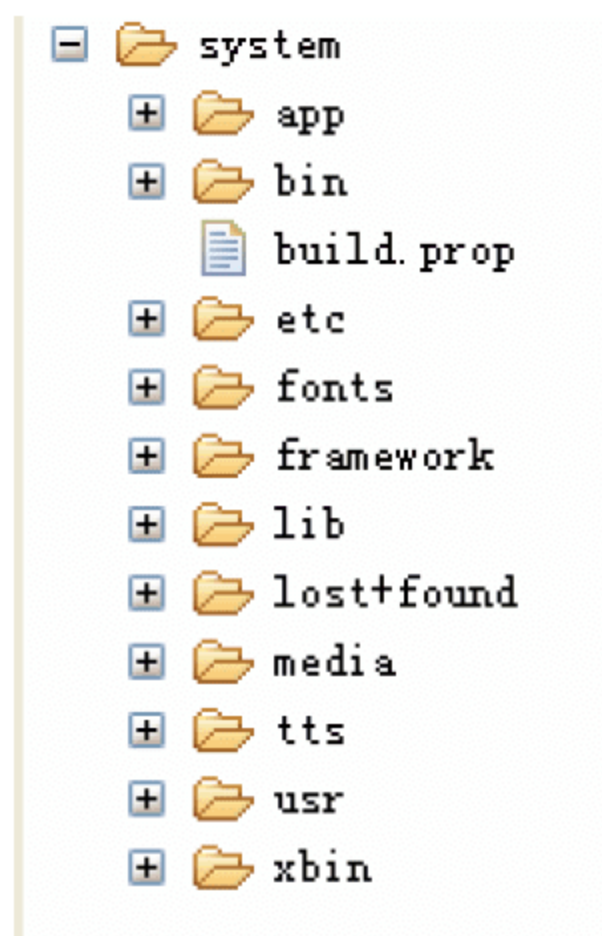 system
app
bin
build.prop
etc
fonts
framework
lib
lost+found
media
tts
usr
xbin